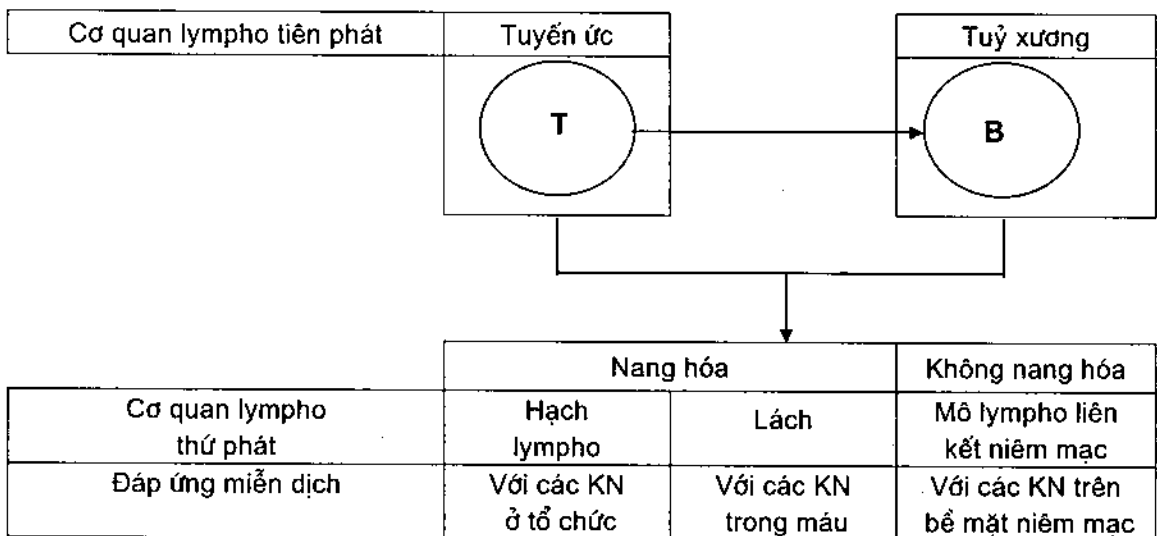 Cơ quan lympho tiên phát
Tuyến ức
Tuỷ xương
T
B
Nang hóa
Không nang hóa
Cơ quan lympho
thứ phát
Hạch
lympho
Lách
Mô lympho liên
kết niêm mạc
Đáp ứng miễn dịch
Với các KN
ở tổ chức
Với các KN
trong máu
Với các KN trên
bề mặt niêm mạc